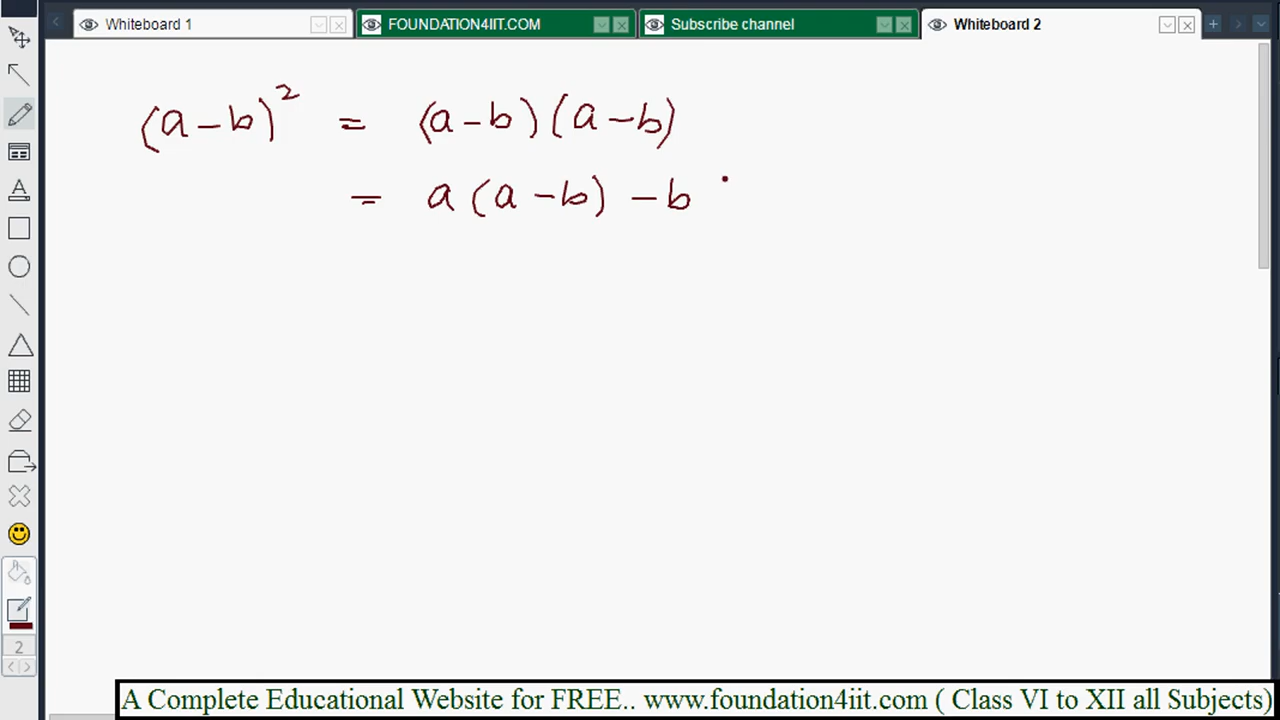 Whiteboard 1 FOUNDATION4IIT.COM Subscribe channel Whiteboard 2
(a-b)² = (a-b)(a-b)
= a(a-b) -b
2
A Complete Educational Website for FREE.. www.foundation4iit.com ( Class VI to XII all Subjects)